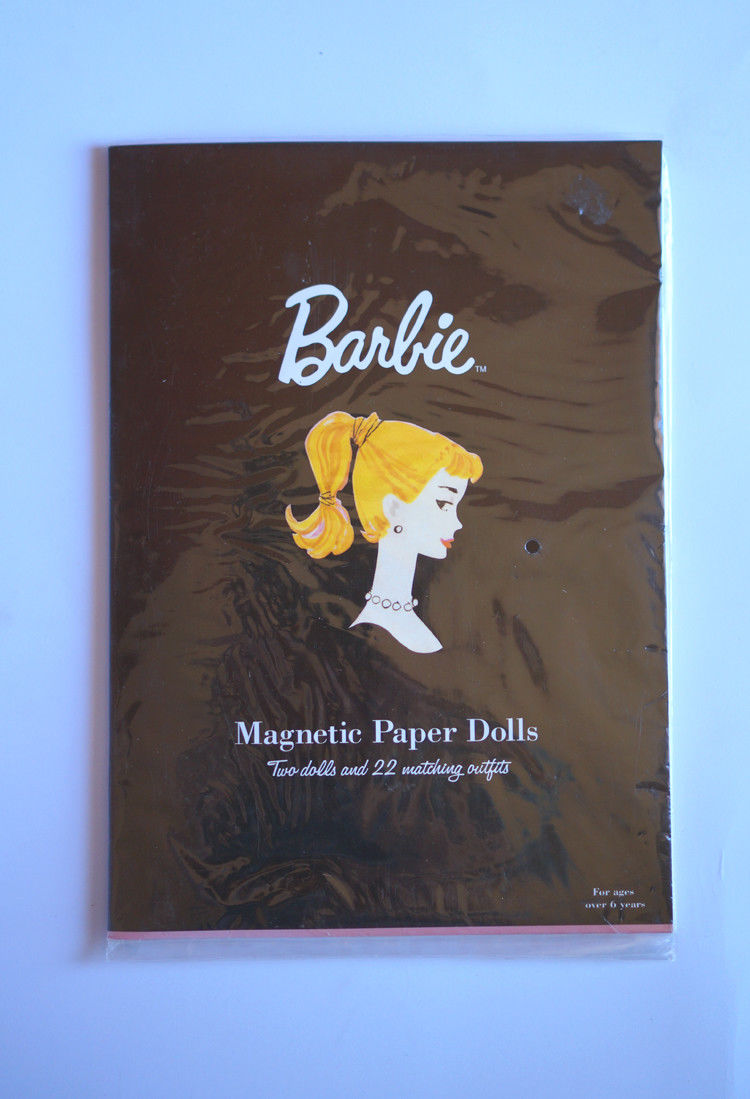 Barbie™
Magnetic Paper Dolls
Two dolls and 22 matching outfits
For ages
over 6 years